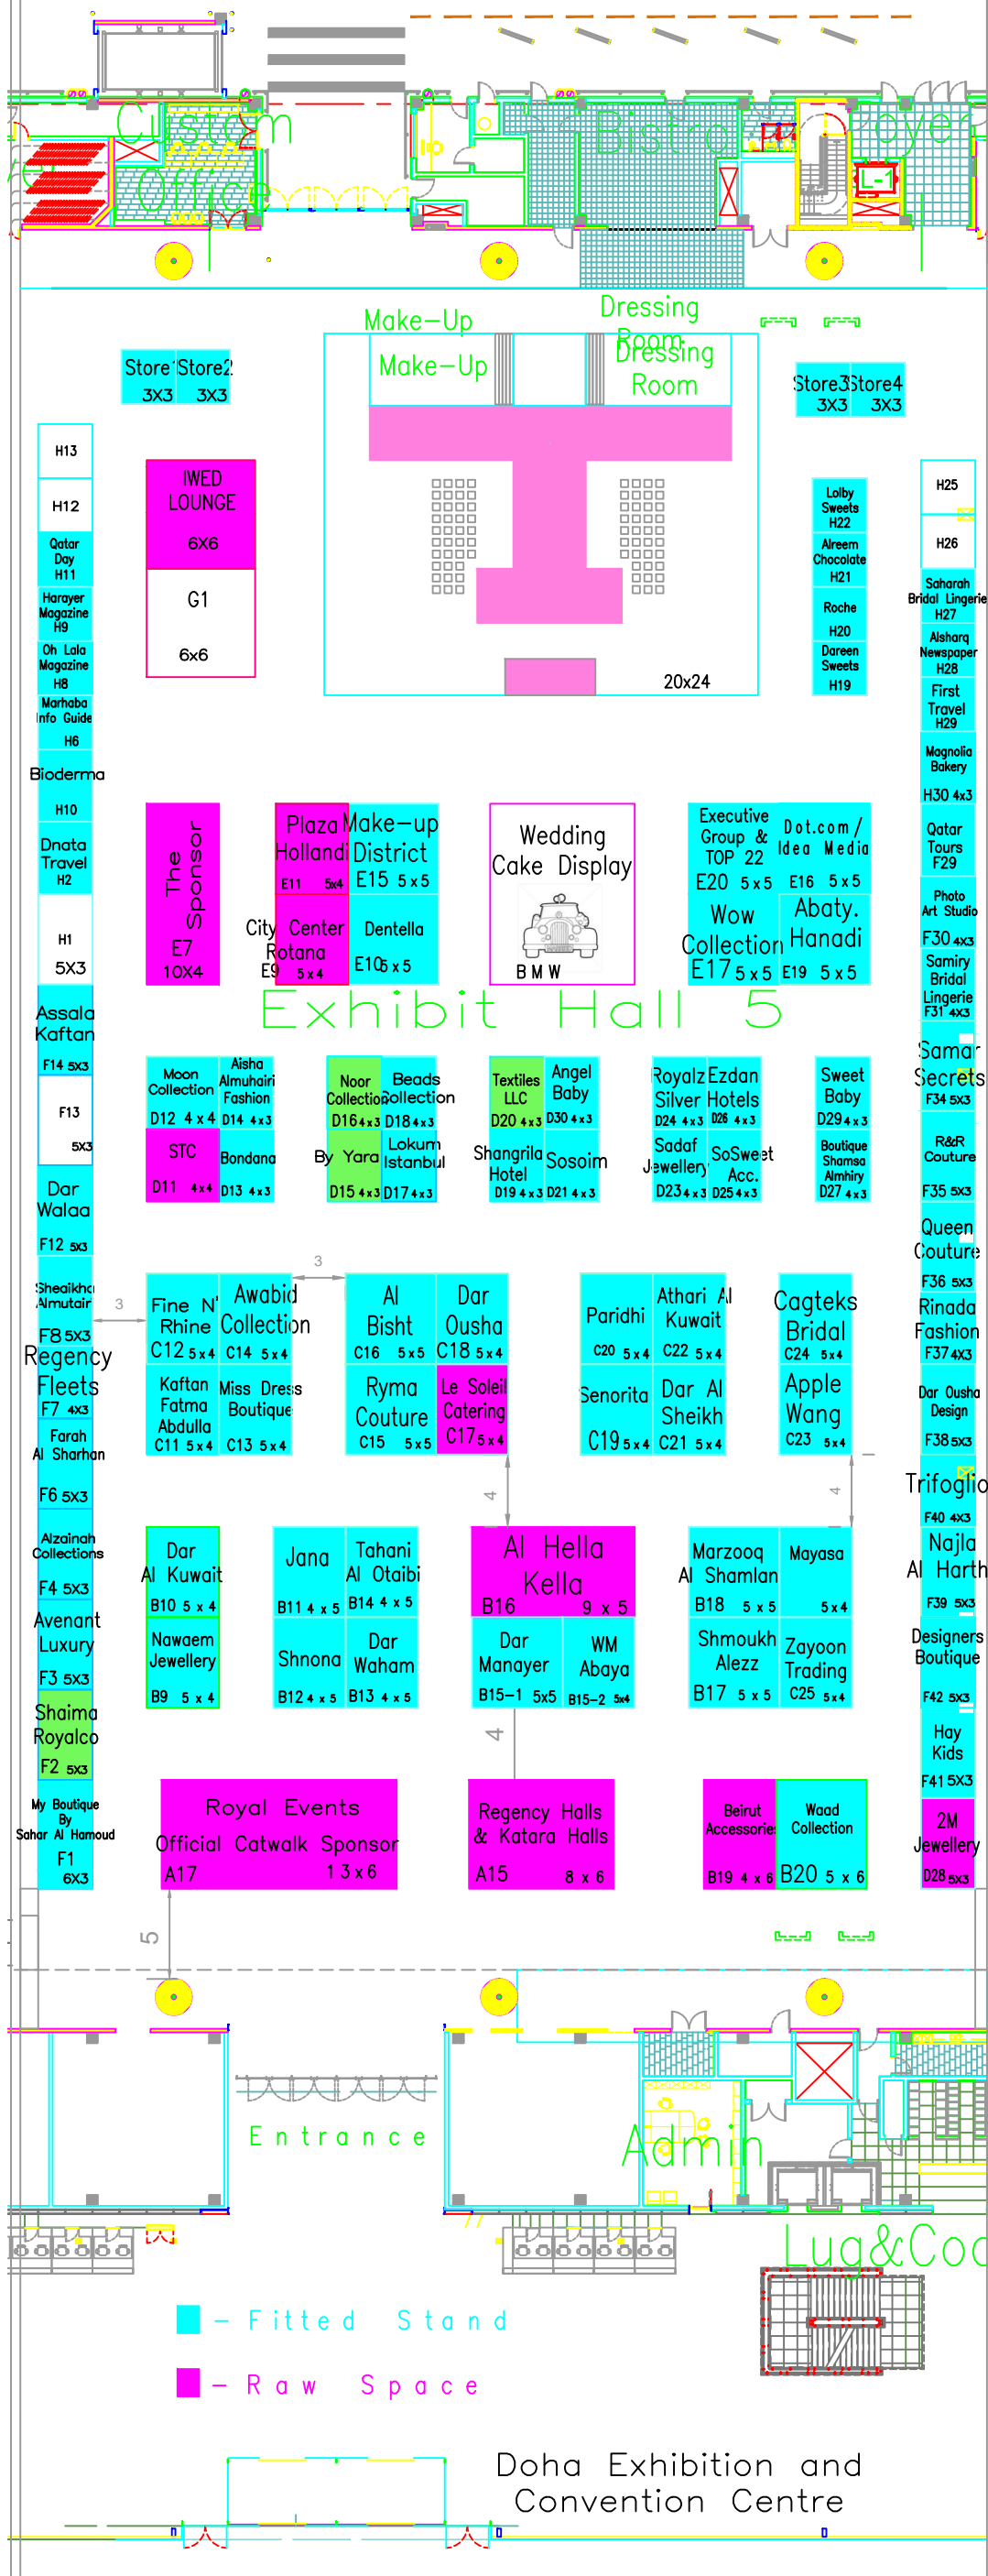 Custom
Office
Bistro
Foyer
L-1
Make-Up
Dressing
Room
Make-Up
Dressing
Room
Store1
3X3
Store2
3X3
Store3
3X3
Store4
3X3
H13
H12
Qatar
Day
H11
Harayer
Magazine
H9
Oh Lala
Magazine
H8
Marhaba
Info Guide
H6
Bioderma
H10
Dnata
Travel
H2
H1
5X3
IWED
LOUNGE
6X6
G1
6x6
20x24
Lolby
Sweets
H22
Alreem
Chocolate
H21
Roche
H20
Dareen
Sweets
H19
H25
H26
Saharah
Bridal Lingerie
H27
Alsharq
Newspaper
H28
First
Travel
H29
Magnolia
Bakery
H30 4x3
Qatar
Tours
F29
Photo
Art Studio
F30 4X3
Samiry
Bridal
Lingerie
F31 4X3
The
Sponsor
E7
10X4
Plaza
Hollandi
E11 5x4
Make-up
District
E15 5x5
City Center
Rotana
E9 5x4
Dentella
E10 5x5
Wedding
Cake Display
BMW
Executive
Group &
TOP 22
E20 5x5
Dot.com/
Idea Media
E16 5x5
Wow
Collection
E17 5x5
Abaty.
Hanadi
E19 5x5
Exhibit Hall 5
Assala
Kaftan
F14 5X3
F13
5X3
Dar
Walaa
F12 5X3
Sheaikha
Almutairi
F8 5X3
Regency
Fleets
F7 4X3
Farah
Al Sharhan
F6 5X3
Alzainah
Collections
F4 5X3
Avenant
Luxury
F3 5X3
Shaima
Royalco
F2 5X3
My Boutique
By
Sahar Al Hamoud
F1
6X3
Moon
Collection
D12 4x4
Aisha
Almuhairi
Fashion
D14 4x3
STC
D11 4x4
Bondana
D13 4x3
Noor
Collection
D16 4x3
Beads
Collection
D18 4x3
By Yara
D15 4x3
Lokum
Istanbul
D17 4x3
Textiles
LLC
D20 4x3
Angel
Baby
D30 4x3
Shangrila
Hotel
D19 4x3
Sosoim
D21 4x3
Royalz
Silver
D24 4x3
Ezdan
Hotels
D26 4x3
Sadaf
Jewellery
D23 4x3
SoSweet
Acc.
D25 4x3
Sweet
Baby
D29 4x3
Boutique
Shamsa
Almhiry
D27 4x3
Samar
Secrets
F34 5X3
R&R
Couture
F35 5X3
Queen
Couture
F36 5X3
Rinada
Fashion
F37 4X3
Dar Ousha
Design
F38 5X3
Trifoglio
F40 4X3
Najla
Al Harth
F39 5X3
Designers
Boutique
F42 5X3
Hay
Kids
F41 5X3
2M
Jewellery
D28 5X3
3
3
Fine N'
Rhine
C12 5x4
Awabid
Collection
C14 5x4
Kaftan
Fatma
Abdulla
C11 5x4
Miss Dress
Boutique
C13 5x4
Al
Bisht
C16 5x5
Dar
Ousha
C18 5x4
Ryma
Couture
C15 5x5
Le Soleil
Catering
C17 5x4
Paridhi
C20 5x4
Athari Al
Kuwait
C22 5x4
Senorita
C19 5x4
Dar Al
Sheikh
C21 5x4
Cagteks
Bridal
C24 5x4
Apple
Wang
C23 5x4
4
4
Dar
Al Kuwait
B10 5x4
Nawaem
Jewellery
B9 5x4
Jana
B11 4x5
Tahani
Al Otaibi
B14 4x5
Shnona
B12 4x5
Dar
Waham
B13 4x5
Al Hella
Kella
B16 9x5
Dar
Manayer
B15-1 5x5
WM
Abaya
B15-2 5x4
Marzooq
Al Shamlan
B18 5x5
Mayasa
5x4
Shmoukh
Alezz
B17 5x5
Zayoon
Trading
C25 5x4
4
Royal Events
Official Catwalk Sponsor
A17 13x6
Regency Halls
& Katara Halls
A15 8x6
Beirut
Accessories
B19 4x6
Waad
Collection
B20 5x6
5
Entrance
Admin
Lug&Coc
- Fitted Stand
- Raw Space
Doha Exhibition and
Convention Centre